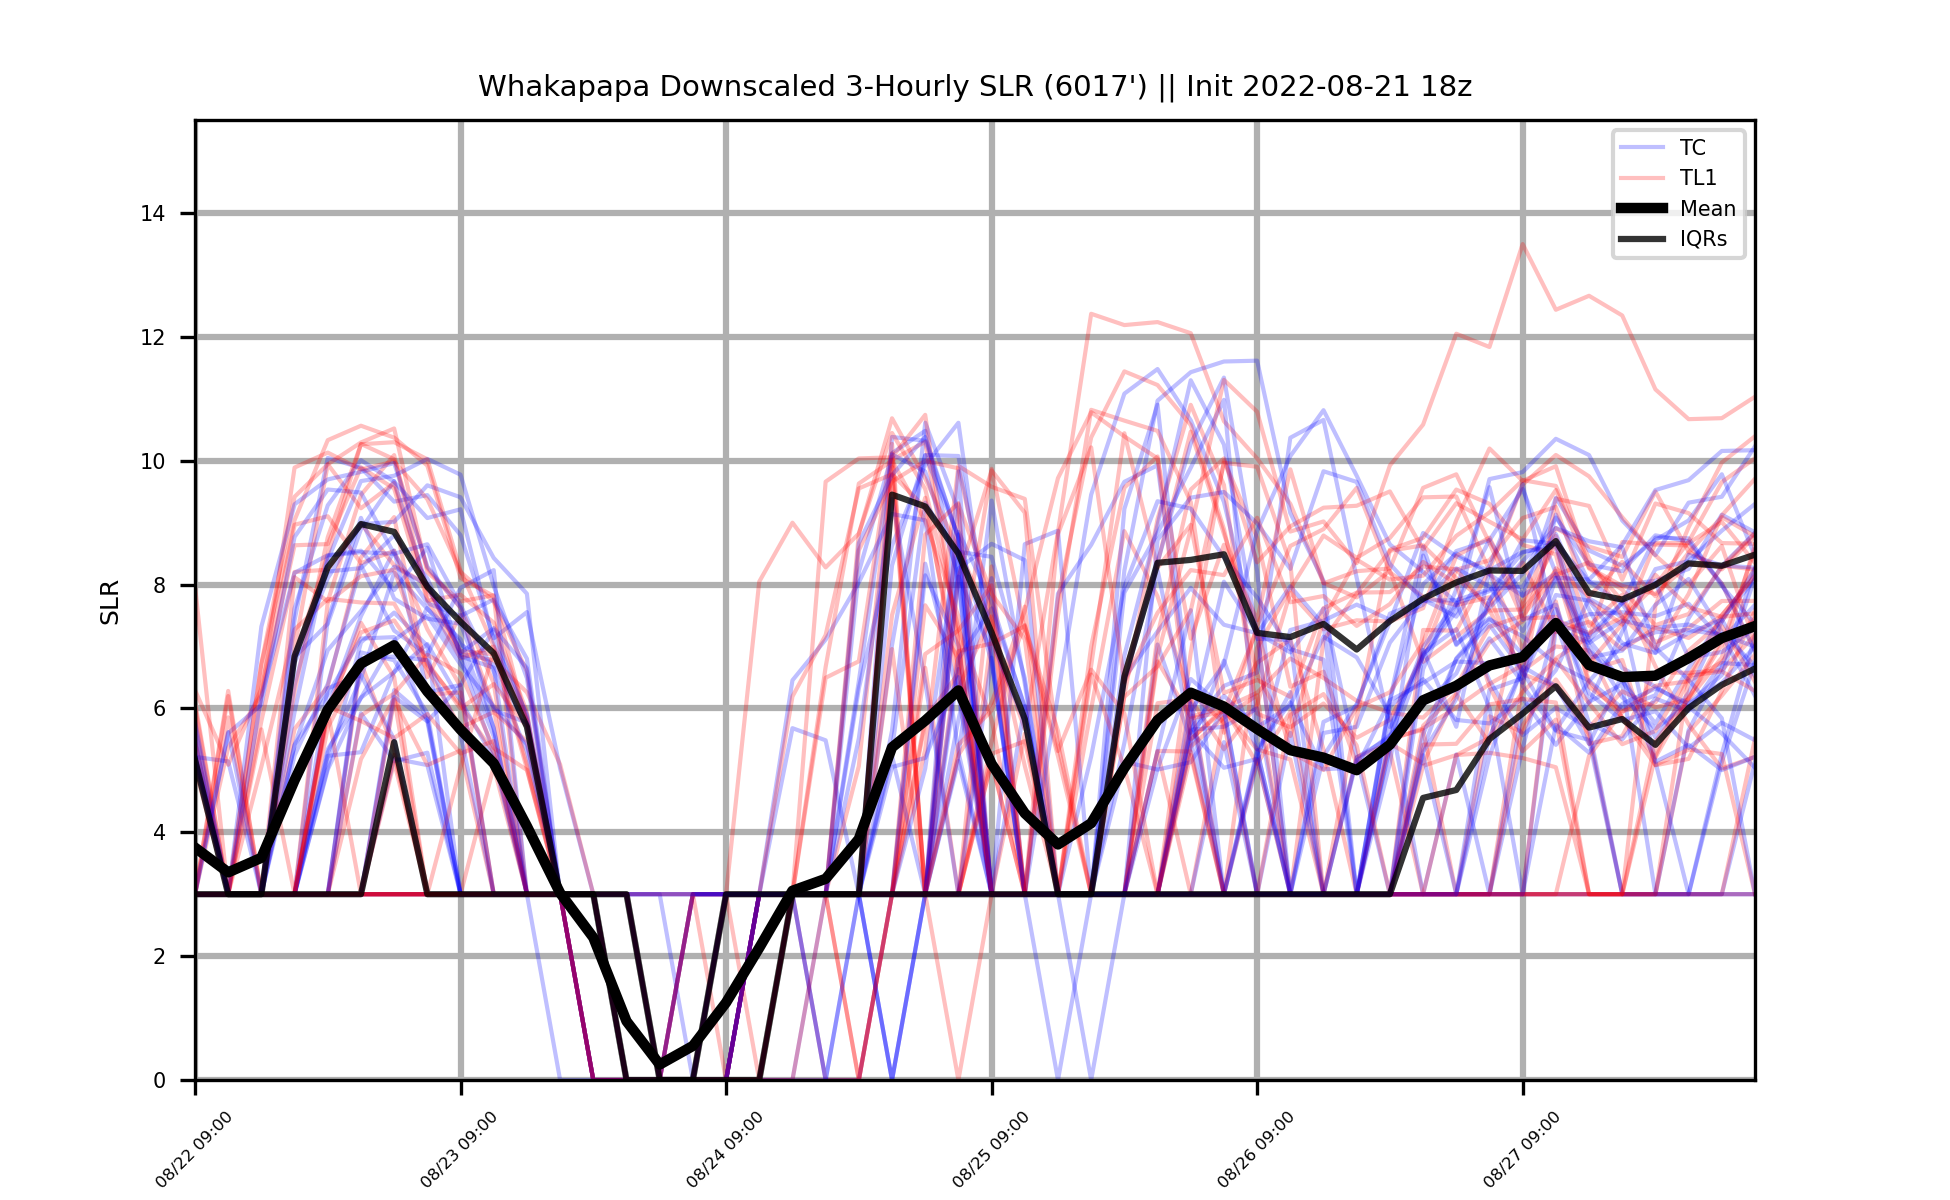 Whakapapa Downscaled 3-Hourly SLR (6017') || Init 2022-08-21 18z
TC
TL1
Mean
IQRs
SLR
14
12
10
8
6
4
2
0
08/22 09:00
08/23 09:00
08/24 09:00
08/25 09:00
08/26 09:00
08/27 09:00